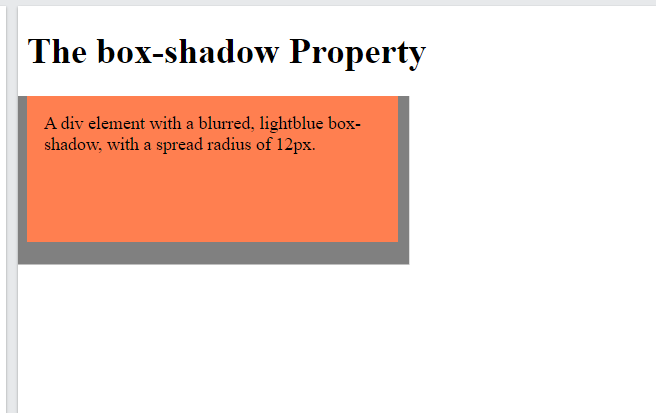 The box-shadow Property
A div element with a blurred, lightblue box-
shadow, with a spread radius of 12px.